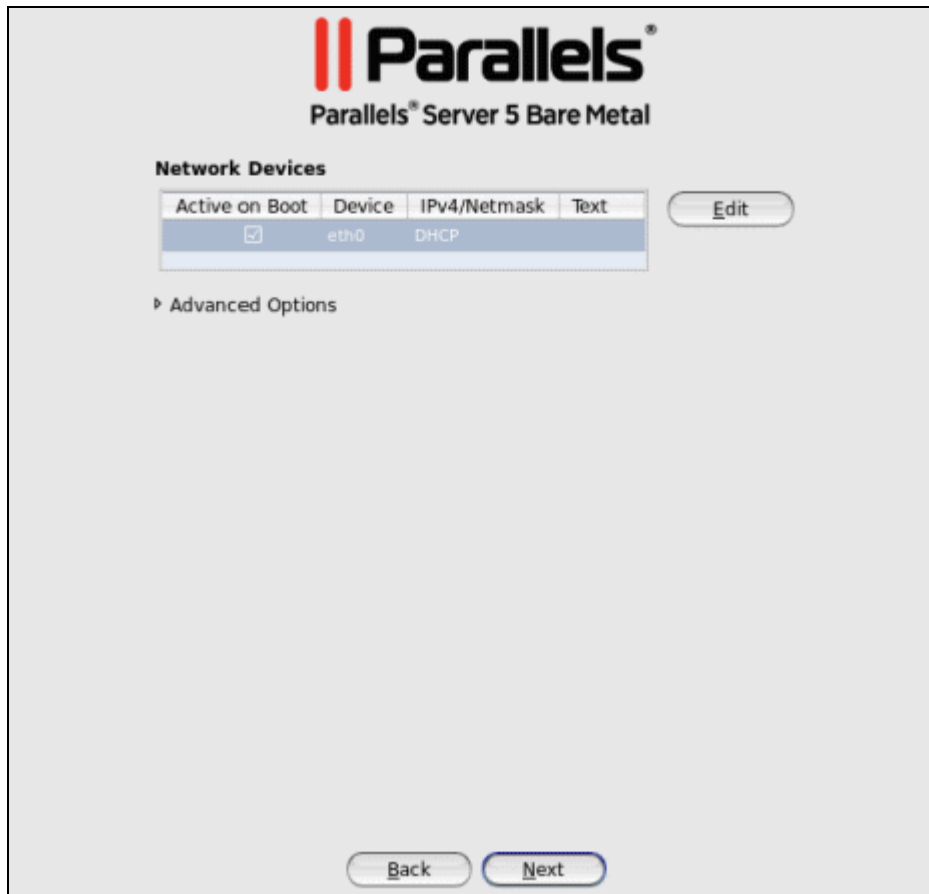 Parallels®
Parallels® Server 5 Bare Metal
Network Devices
Active on Boot Device IPv4/Netmask Text
eth0 DHCP
Edit
Advanced Options
Back Next